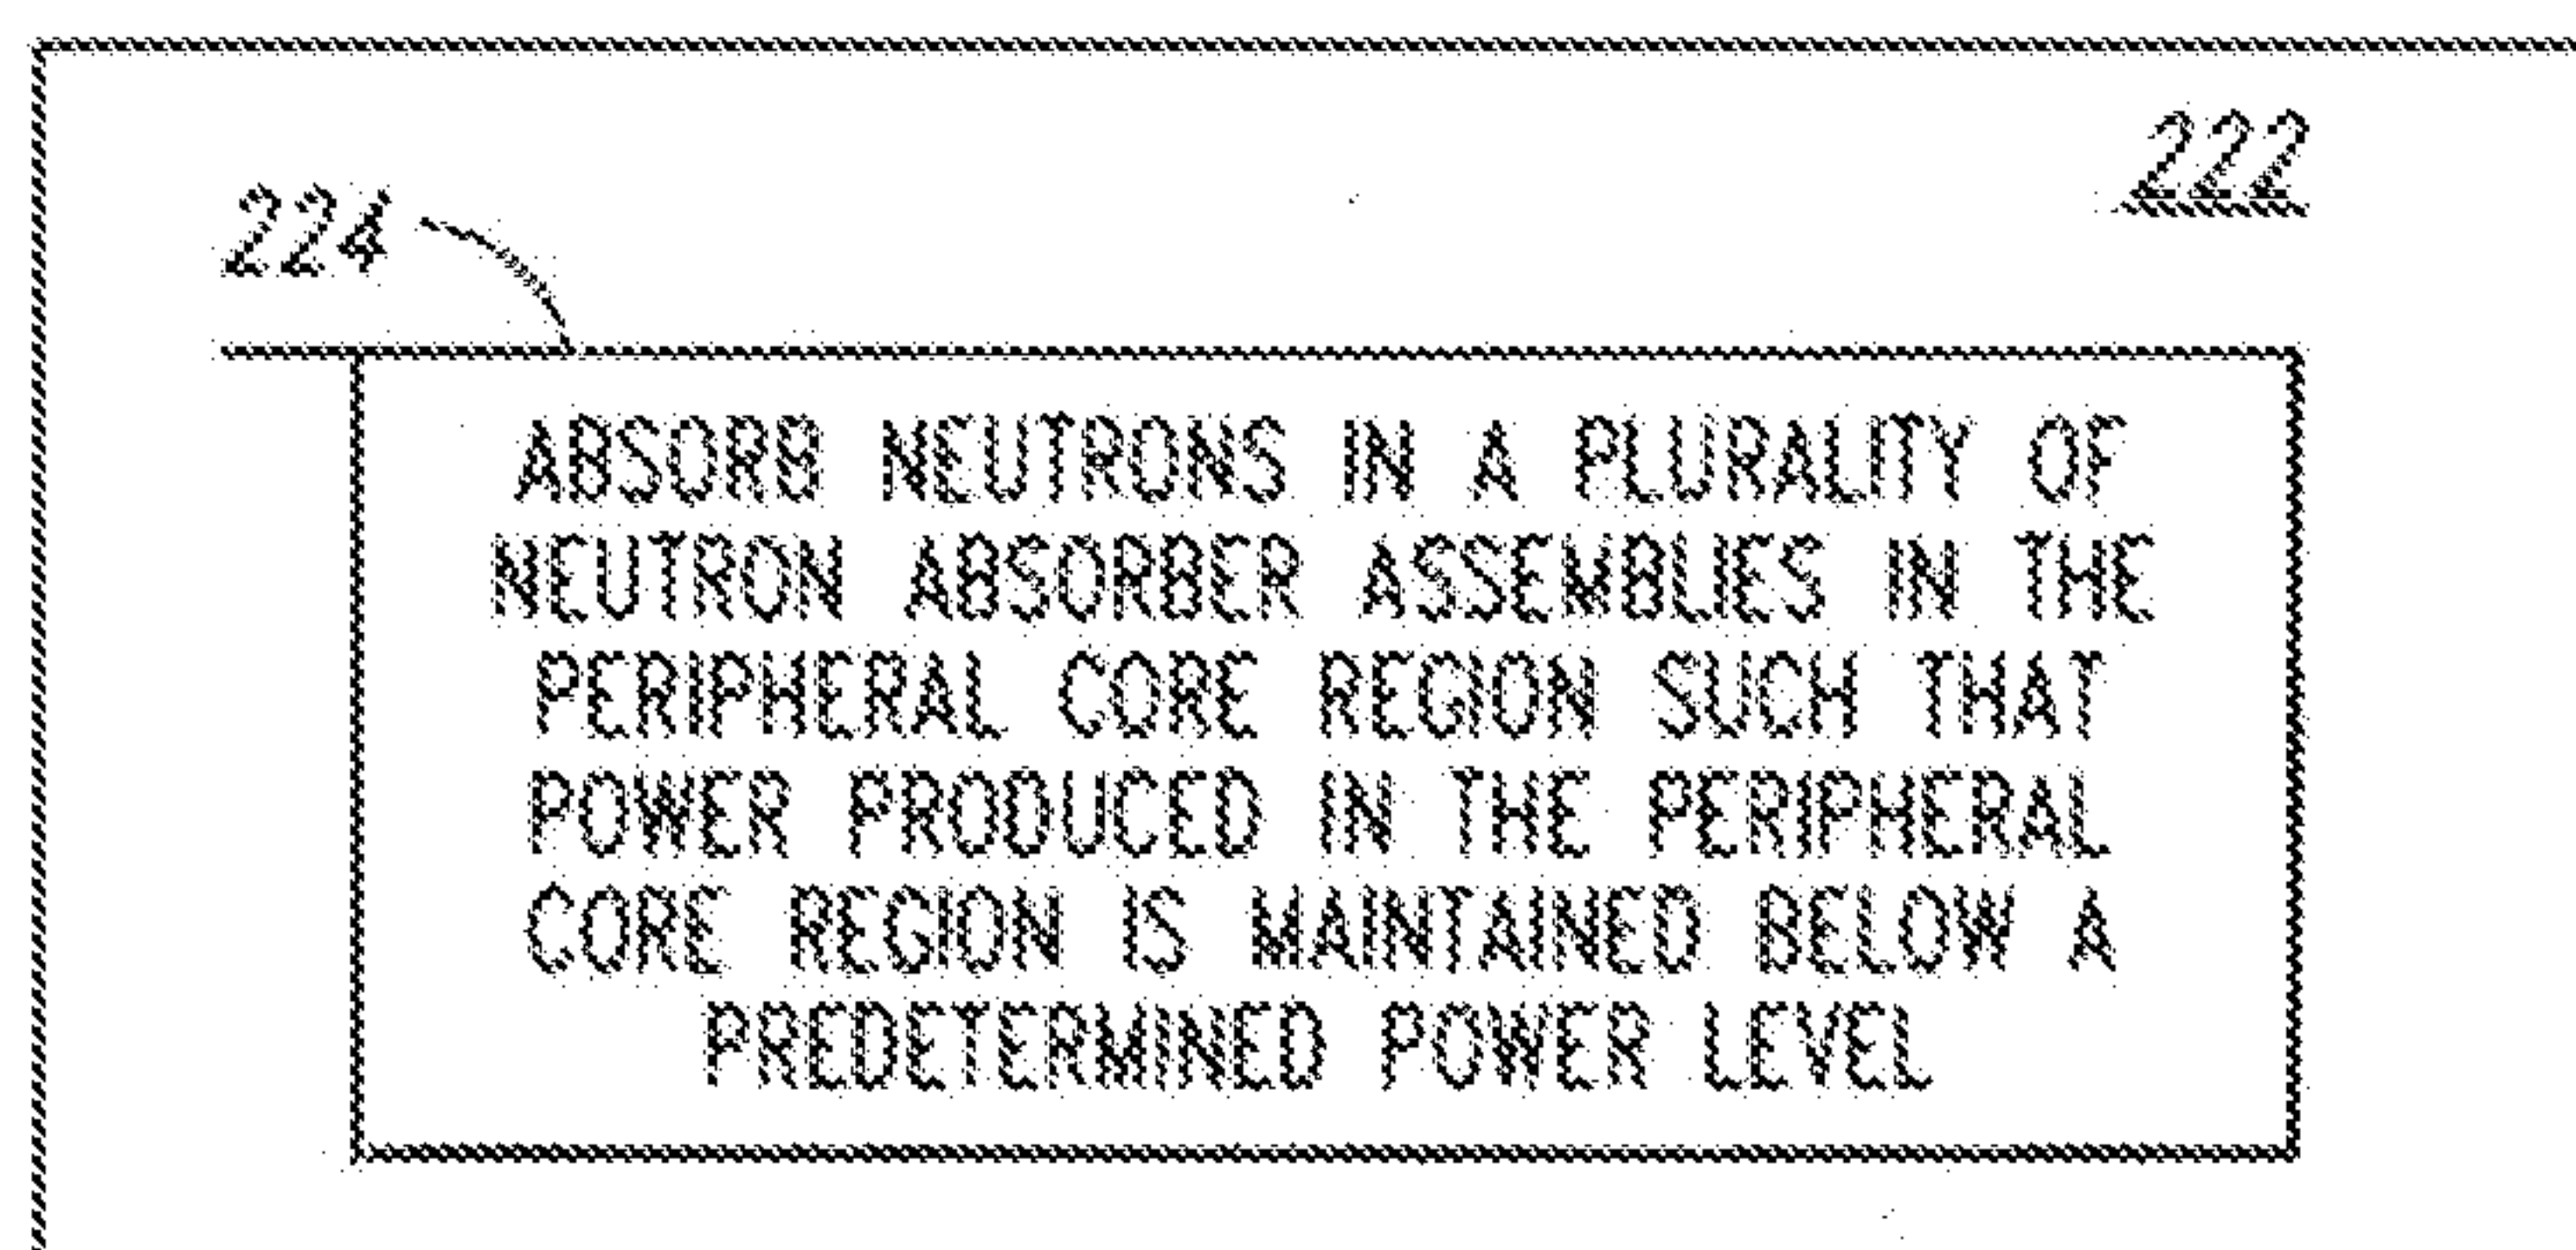 222
224
ABSORB NEUTRONS IN A PLURALITY OF
NEUTRON ABSORBER ASSEMBLIES IN THE
PERIPHERAL CORE REGION SUCH THAT
POWER PRODUCED IN THE PERIPHERAL
CORE REGION IS MAINTAINED BELOW A
PREDETERMINED POWER LEVEL